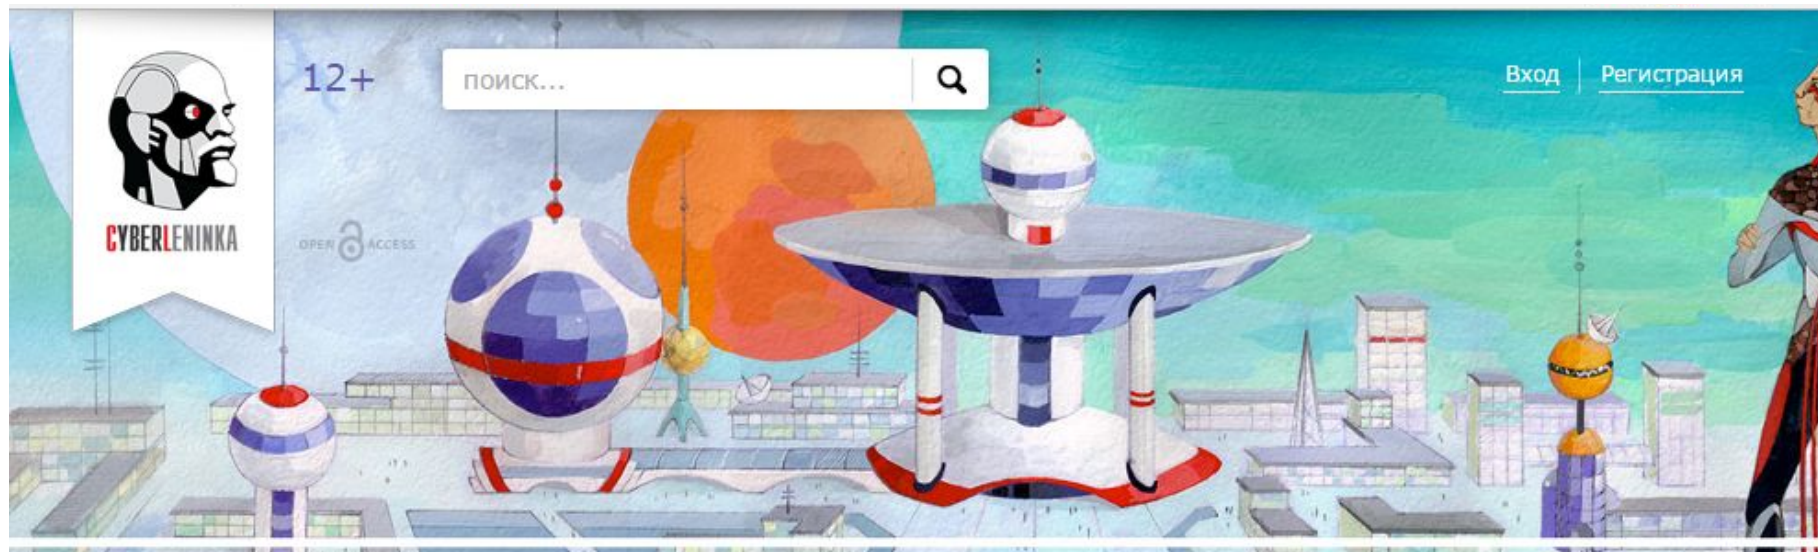 12+
поиск...
Вход
Регистрация
CYBERLENINKA
OPEN ACCESS